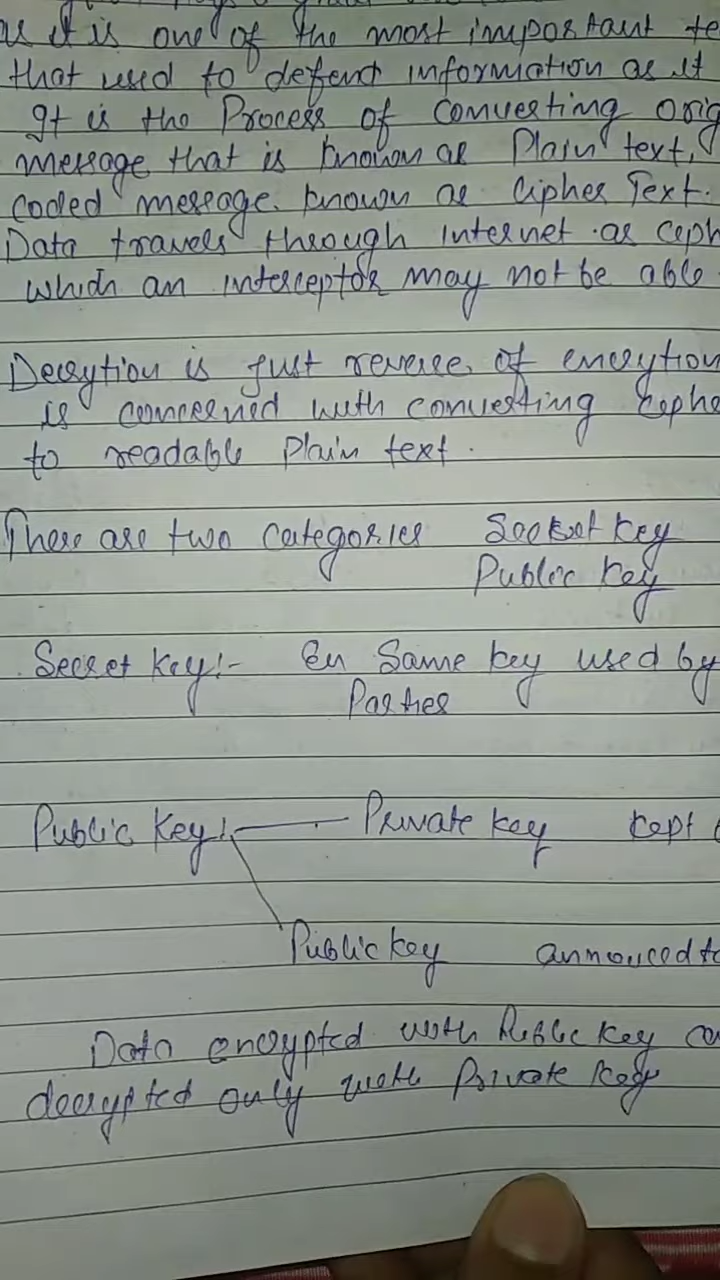 as it is one of the most important te
that used to defend information as it
It is the Process of Converting orig
message that is known as Plain text,
coded message. known as Cipher Text.
Data travels through internet as ceph
which an interceptor may not be able
Decrytion is just reverse of encrytion
is concerned with converting cephe
to readable Plain text.
There are two categories Secret key
Public key
Secret key:- En Same key used by
Parties
Public Key:- Private key kept
Public key annouced to
Data encrypted with Public key ca
decrypted only with Private key